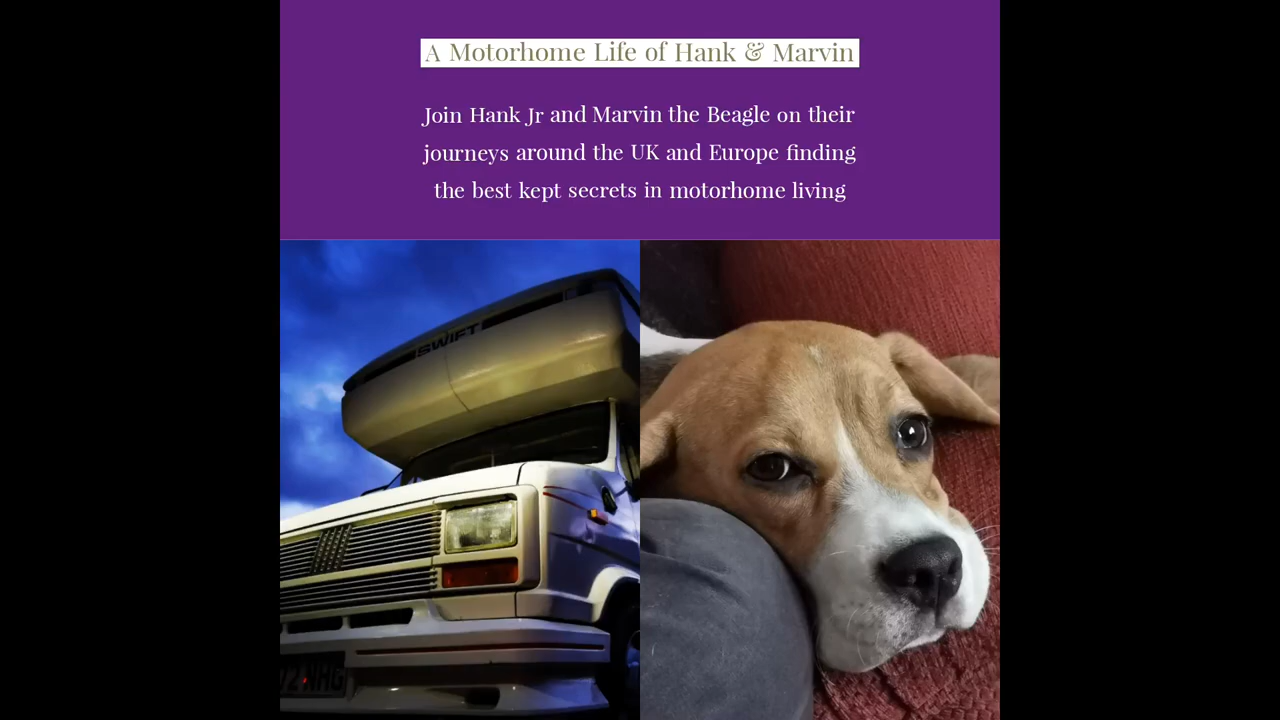 A Motorhome Life of Hank & Marvin
Join Hank Jr and Marvin the Beagle on their
journeys around the UK and Europe finding
the best kept secrets in motorhome living
SWIFT